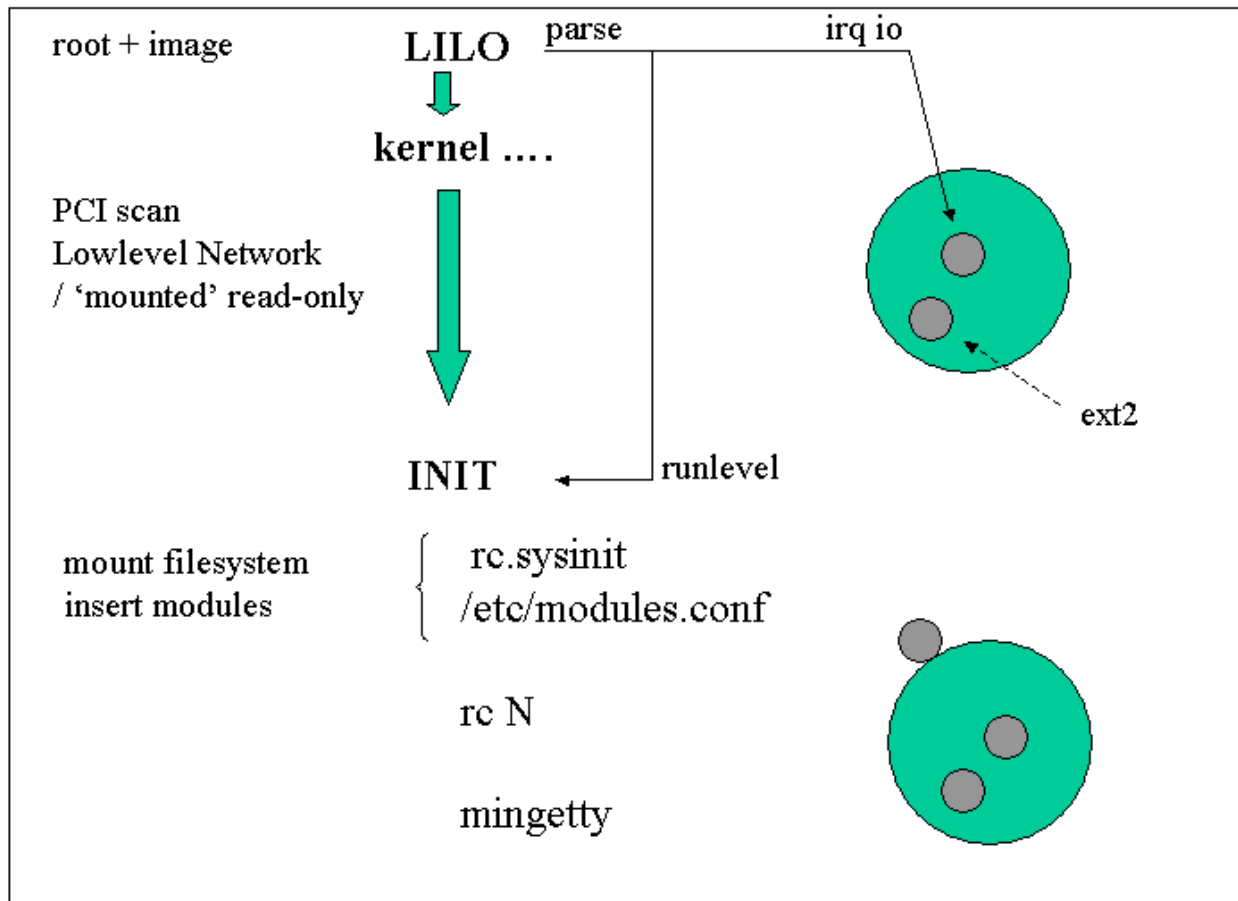 root + image
LILO
parse
irq io
kernel ....
PCI scan
Lowlevel Network
/ ‘mounted’ read-only
ext2
INIT
runlevel
mount filesystem
insert modules
rc.sysinit
/etc/modules.conf
rc N
mingetty